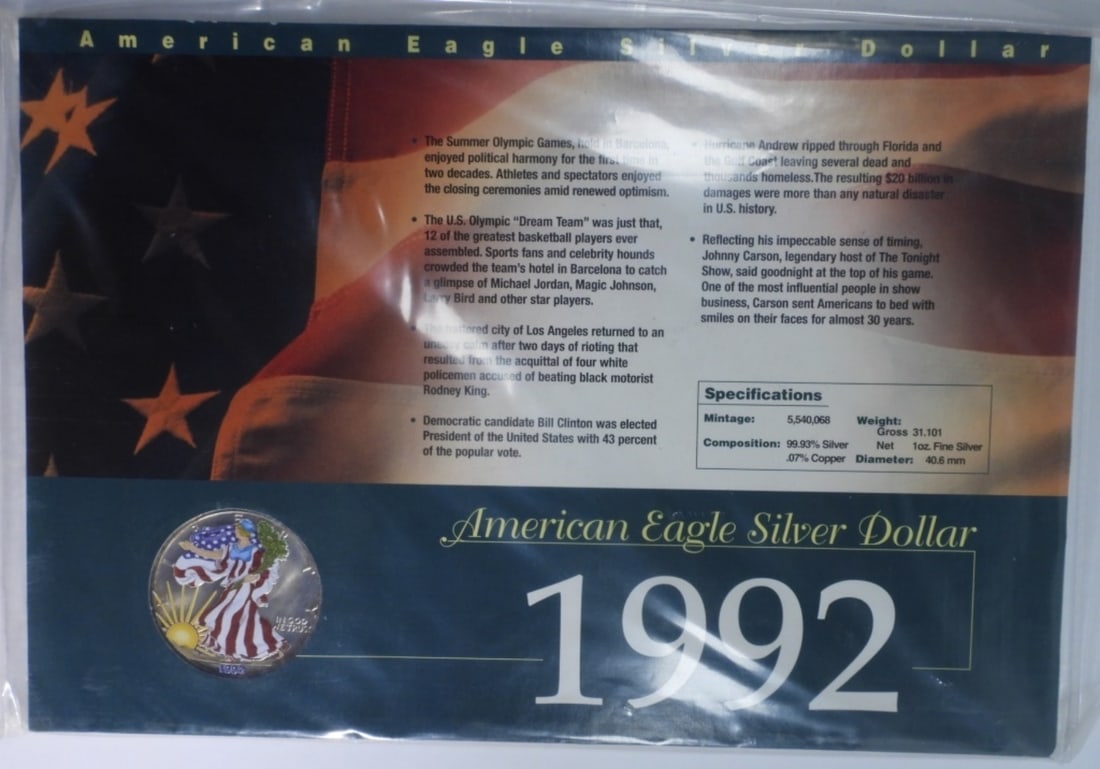 American Eagle Silver Dollar
• The Summer Olympic Games, held in Barcelona,
enjoyed political harmony for the first time in
two decades. Athletes and spectators enjoyed
the closing ceremonies amid renewed optimism.
• The U.S. Olympic “Dream Team” was just that,
12 of the greatest basketball players ever
assembled. Sports fans and celebrity hounds
crowded the team's hotel in Barcelona to catch
a glimpse of Michael Jordan, Magic Johnson,
Larry Bird and other star players.
• The battered city of Los Angeles returned to an
uneasy calm after two days of rioting that
resulted from the acquittal of four white
policemen accused of beating black motorist
Rodney King.
• Democratic candidate Bill Clinton was elected
President of the United States with 43 percent
of the popular vote.
• Hurricane Andrew ripped through Florida and
the Gulf Coast leaving several dead and
thousands homeless.The resulting $20 billion in
damages were more than any natural disaster
in U.S. history.
• Reflecting his impeccable sense of timing,
Johnny Carson, legendary host of The Tonight
Show, said goodnight at the top of his game.
One of the most influential people in show
business, Carson sent Americans to bed with
smiles on their faces for almost 30 years.
Specifications
Mintage: 5,540,068
Composition: 99.93% Silver
.07% Copper
Weight:
Gross 31.101
Net 1oz. Fine Silver
Diameter: 40.6 mm
American Eagle Silver Dollar
1992
IN GOD
WE TRUST
1992